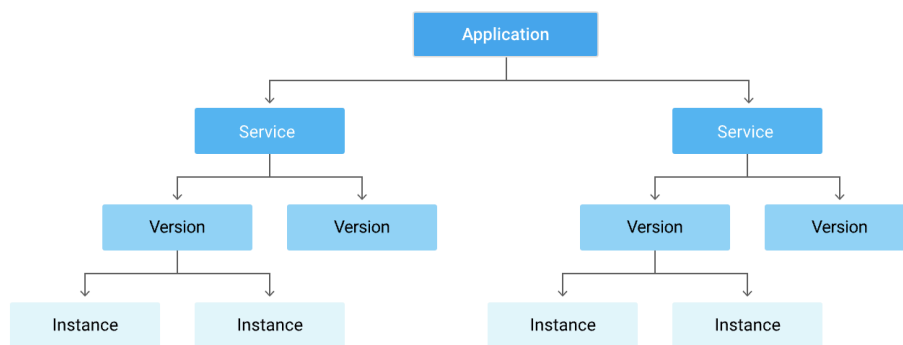 Application
Service
Service
Version
Version
Version
Version
Instance
Instance
Instance
Instance